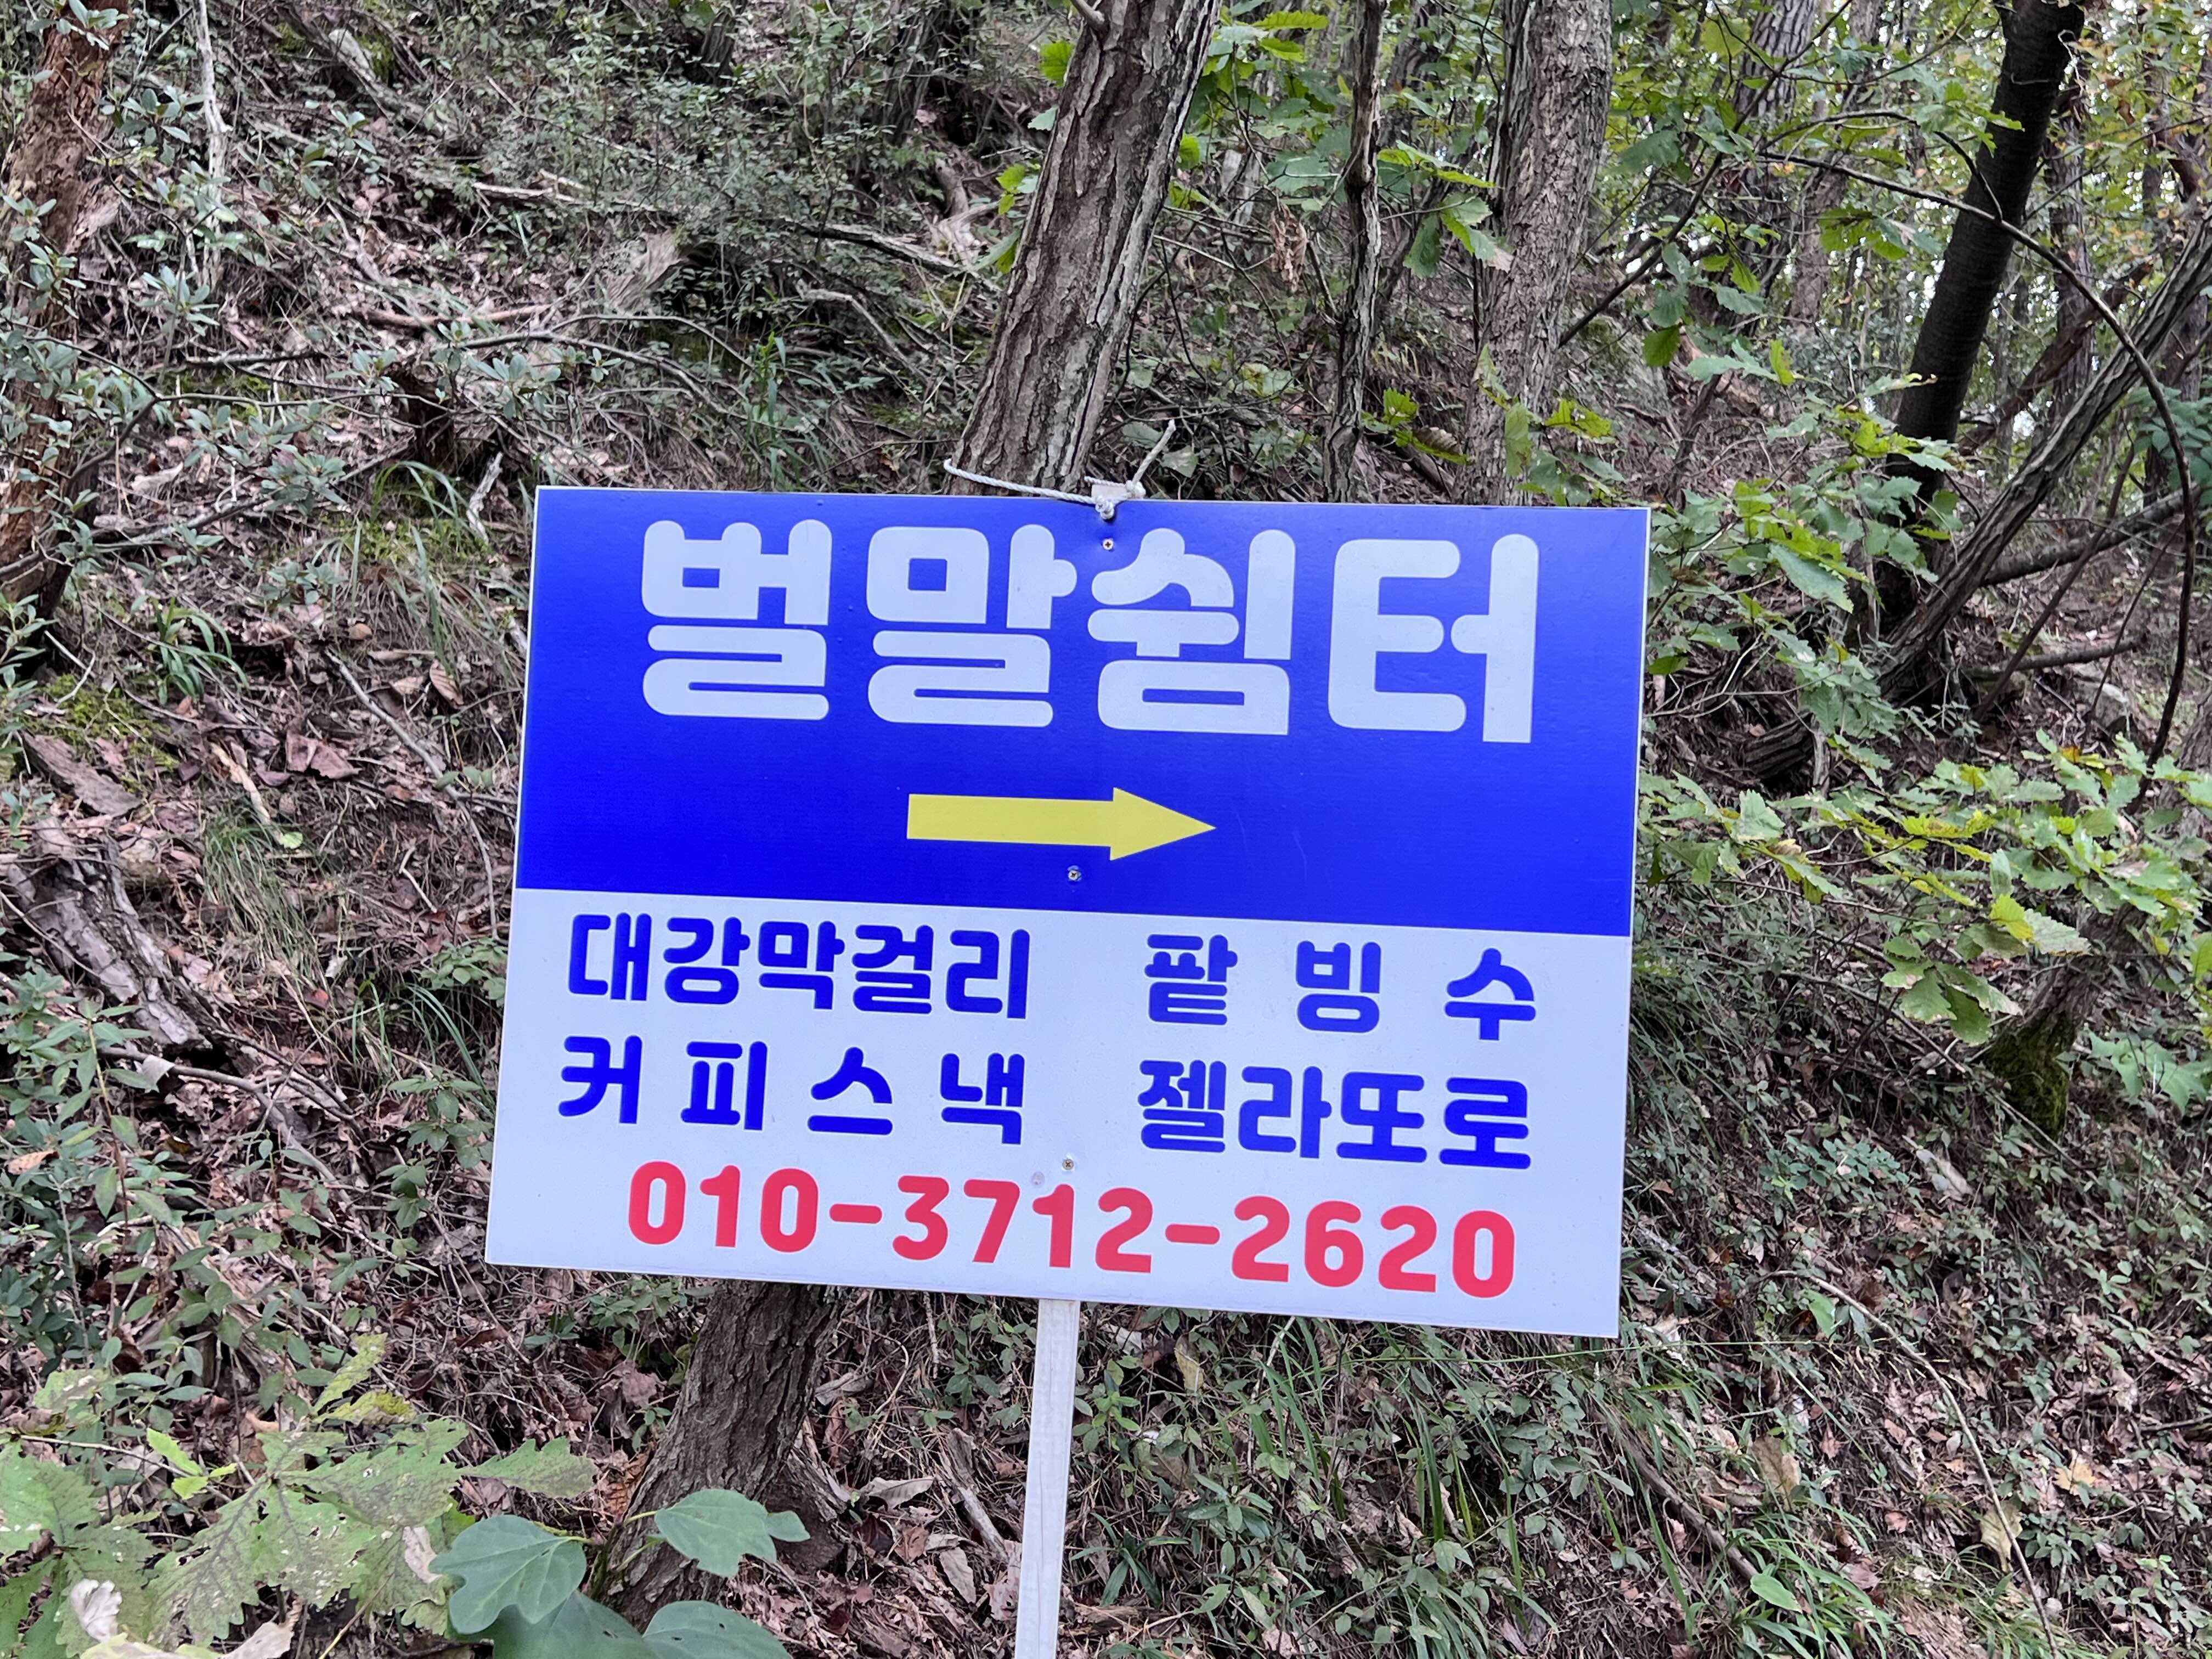 벌말쉼터
대강막걸리 팥 빙 수
커 피 스 낵 젤라또로
010-3712-2620